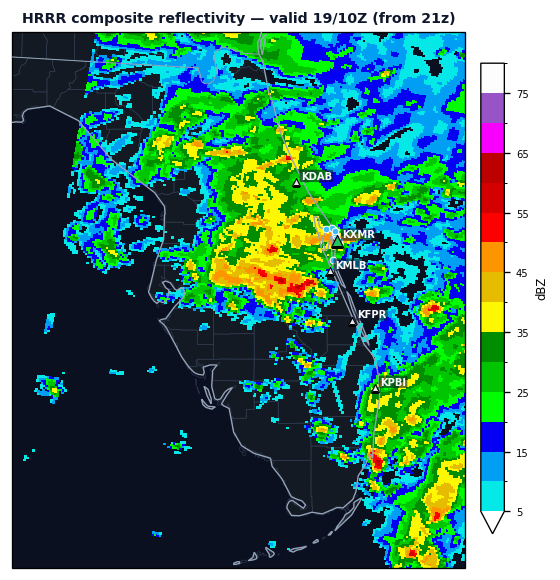 HRRR composite reflectivity — valid 19/10Z (from 21z)
KDAB
KXMR
KMLB
KFPR
KPBI
75
65
55
45
35
25
15
5
dBZ